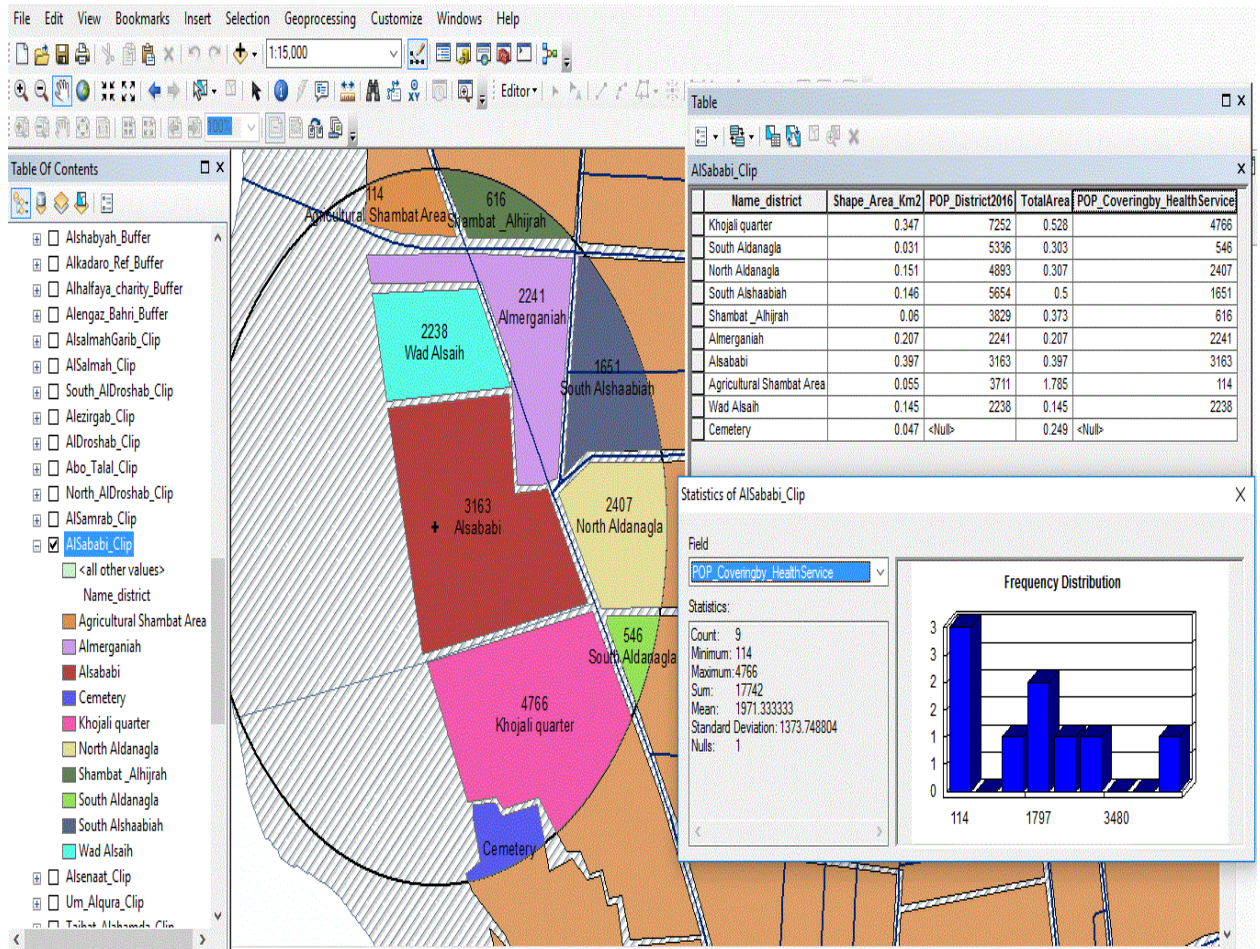 File Edit View Bookmarks Insert Selection Geoprocessing Customize Windows Help
1:15,000
Editor
100%
Table Of Contents
Alshabyah_Buffer
Alkadaro_Ref_Buffer
Alhalfaya_charity_Buffer
Alengaz_Bahri_Buffer
AlsalmahGarib_Clip
AlSalmah_Clip
South_AlDroshab_Clip
Alezirgab_Clip
AlDroshab_Clip
Abo_Talal_Clip
North_AlDroshab_Clip
AlSamrab_Clip
AlSababi_Clip
<all other values>
Name_district
Agricultural Shambat Area
Almerganiah
Alsababi
Cemetery
Khojali quarter
North Aldanagla
Shambat _Alhijrah
South Aldanagla
South Alshaabiah
Wad Alsaih
Alsenaat_Clip
Um_Alqura_Clip
Taibat_Alahamda_Clip
114
Agricultural Shambat Area
616
Shambat _Alhijrah
2241
Almerganiah
2238
Wad Alsaih
1651
South Alshaabiah
3163
Alsababi
2407
North Aldanagla
546
South Aldanagla
4766
Khojali quarter
Cemetery
Table
AlSababi_Clip
Name_district Shape_Area_Km2 POP_District2016 TotalArea POP_Coveringby_HealthService
Khojali quarter 0.347 7252 0.528 4766
South Aldanagla 0.031 5336 0.303 546
North Aldanagla 0.151 4893 0.307 2407
South Alshaabiah 0.146 5654 0.5 1651
Shambat _Alhijrah 0.06 3829 0.373 616
Almerganiah 0.207 2241 0.207 2241
Alsababi 0.397 3163 0.397 3163
Agricultural Shambat Area 0.055 3711 1.785 114
Wad Alsaih 0.145 2238 0.145 2238
Cemetery 0.047 <Null> 0.249 <Null>
Statistics of AlSababi_Clip
Field
POP_Coveringby_HealthService
Statistics:
Count: 9
Minimum: 114
Maximum: 4766
Sum: 17742
Mean: 1971.333333
Standard Deviation: 1373.748804
Nulls: 1
Frequency Distribution
3
3
2
2
1
1
0
114 1797 3480